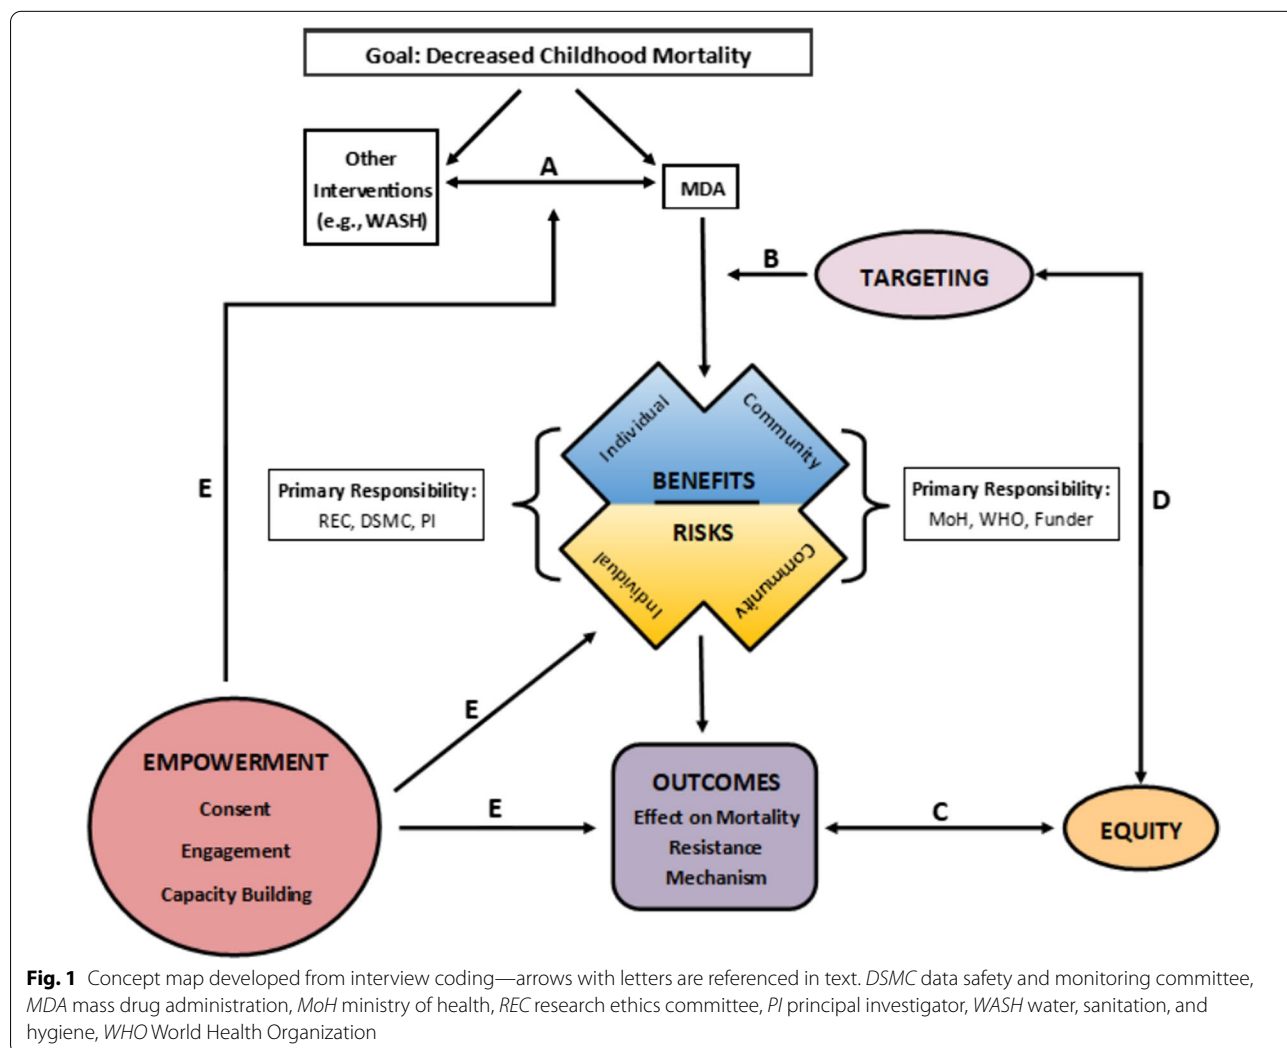 Goal: Decreased Childhood Mortality
Other
Interventions
(e.g., WASH)
A
MDA
B
TARGETING
Individual
Community
BENEFITS
RISKS
Individual
Community
Primary Responsibility:
REC, DSMC, PI
Primary Responsibility:
MoH, WHO, Funder
E
D
E
E
EMPOWERMENT
Consent
Engagement
Capacity Building
OUTCOMES
Effect on Mortality
Resistance
Mechanism
C
EQUITY
Fig. 1 Concept map developed from interview coding—arrows with letters are referenced in text. DSMC data safety and monitoring committee,
MDA mass drug administration, MoH ministry of health, REC research ethics committee, PI principal investigator, WASH water, sanitation, and
hygiene, WHO World Health Organization